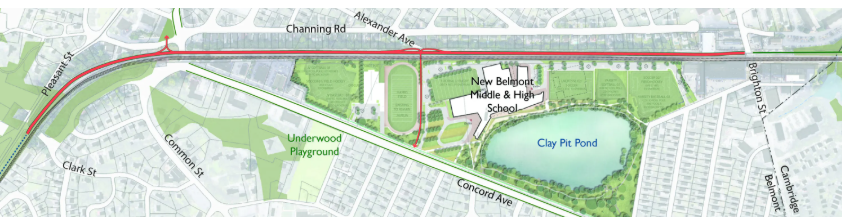 Channing Rd
Alexander Ave
Pleasant St
New Belmont
Middle & High
School
Brighton St
Underwood
Playground
Clay Pit Pond
Common St
Clark St
Concord Ave
Cambridge
Belmont